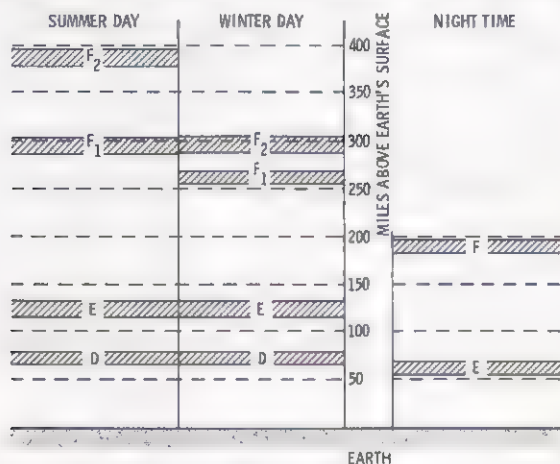 SUMMER DAY WINTER DAY NIGHT TIME
400
F2
350
MILES ABOVE EARTH'S SURFACE
F1 F2 300
F1
250
200
F
150
E E
100
D D E
50
EARTH